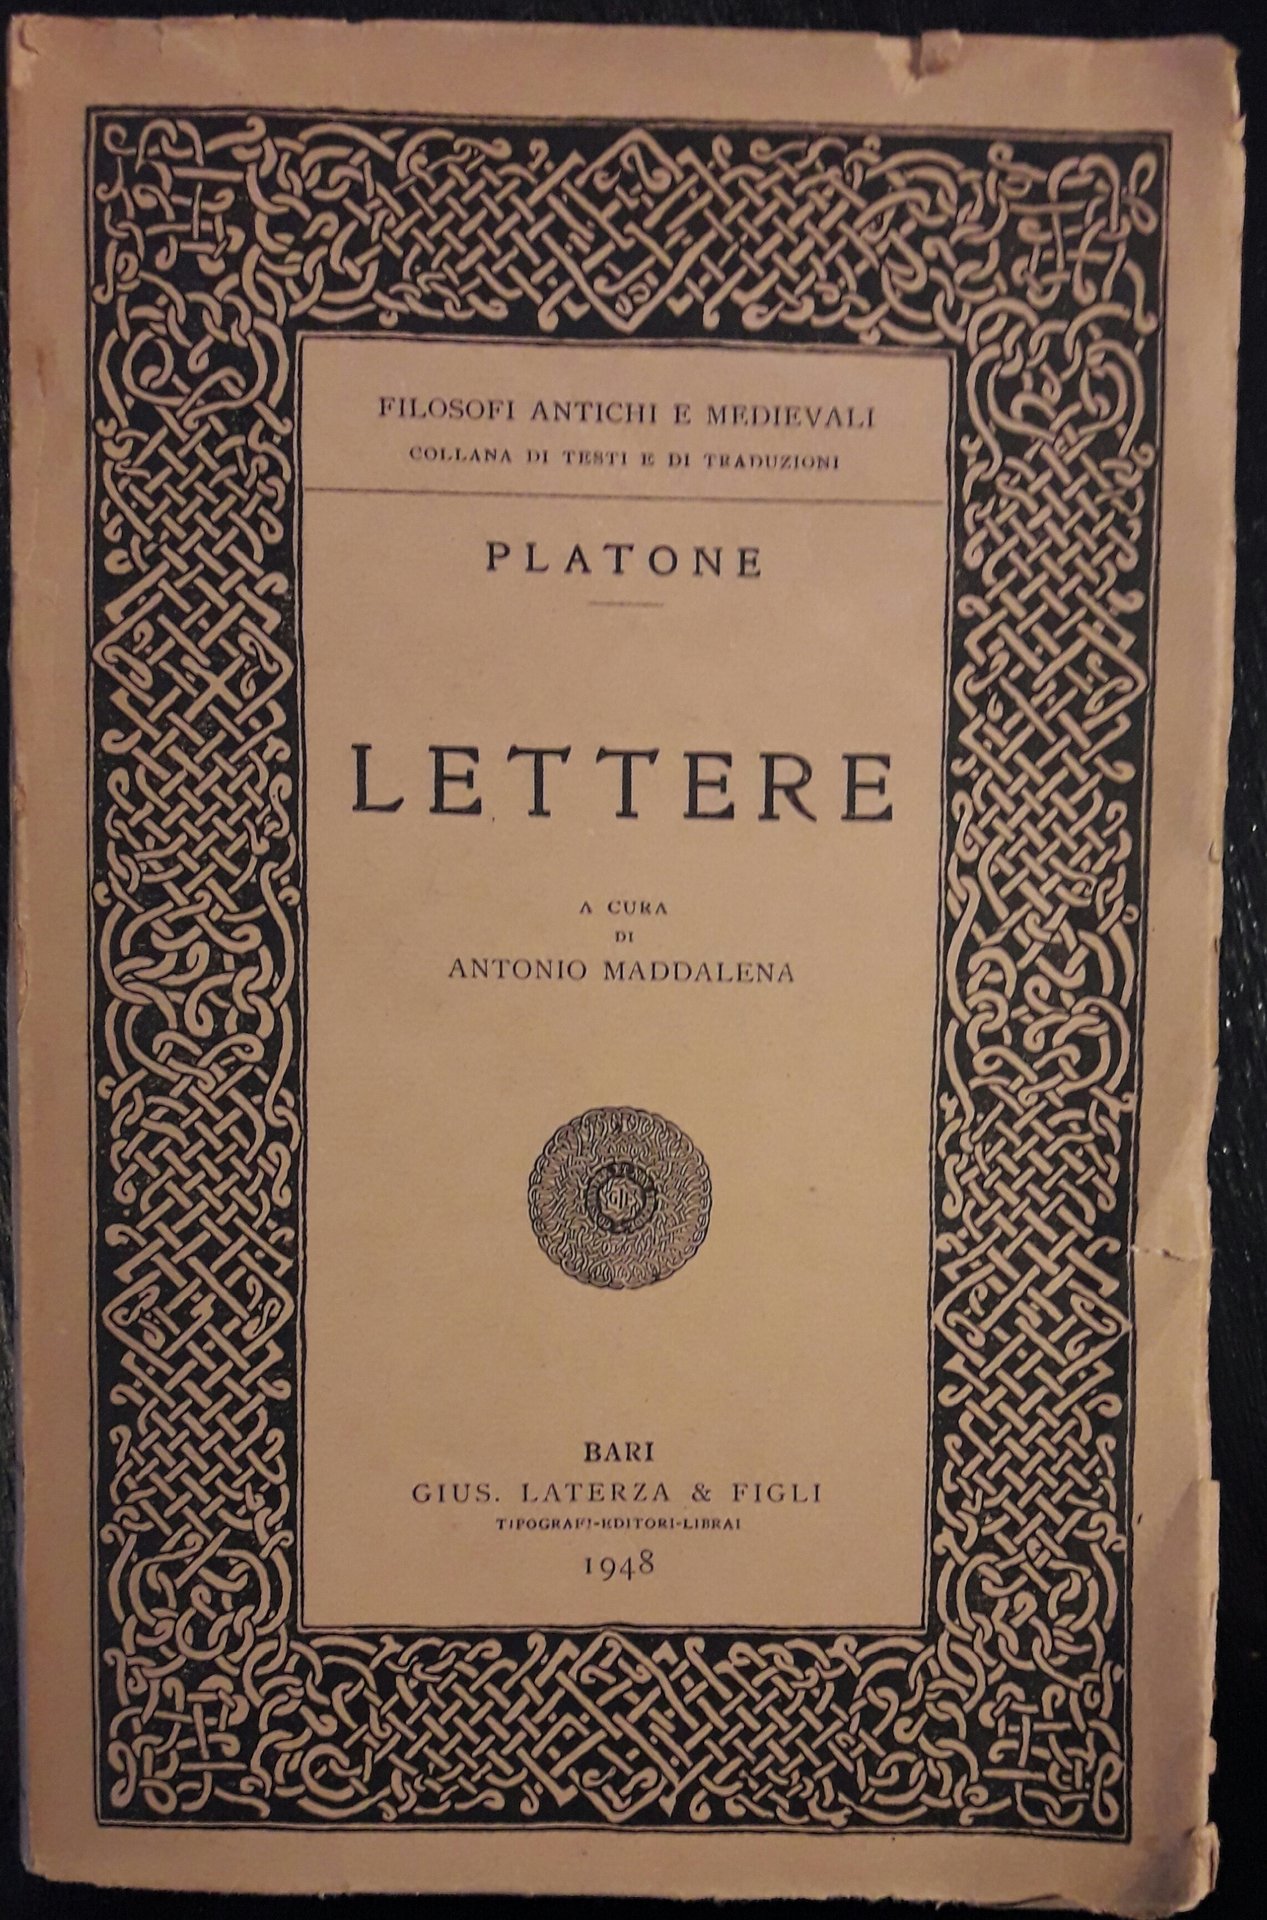 FILOSOFI ANTICHI E MEDIEVALI
COLLANA DI TESTI E DI TRADUZIONI
PLATONE
LETTERE
A CURA
DI
ANTONIO MADDALENA
BARI
GIUS. LATERZA & FIGLI
TIPOGRAFI-EDITORI-LIBRAI
1948